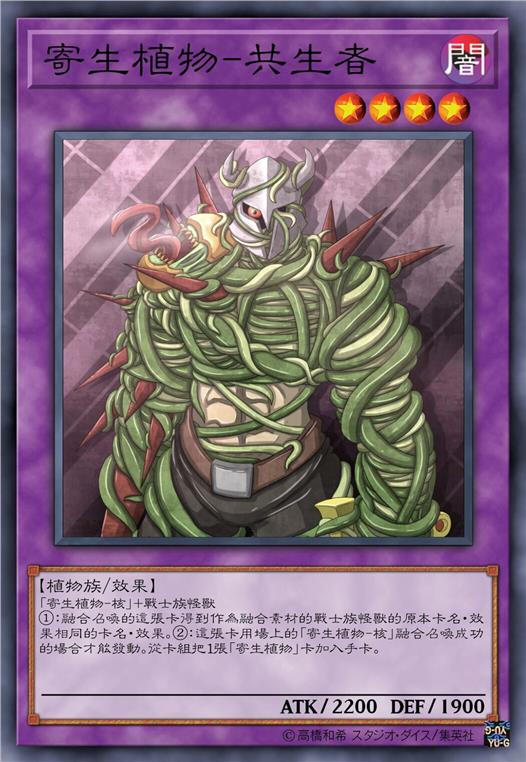 寄生植物-共生者
闇
【植物族/效果】
「寄生植物-核」+戰士族怪獸
①:融合召喚的這張卡得到作為融合素材的戰士族怪獸的原本卡名・效
果相同的卡名・效果。②:這張卡用場上的「寄生植物-核」融合召喚成功
的場合才能發動。從卡組把1張「寄生植物」卡加入手卡。
ATK/2200 DEF/1900
©高橋和希 スタジオ・ダイス/集英社
YU-G
YU-G